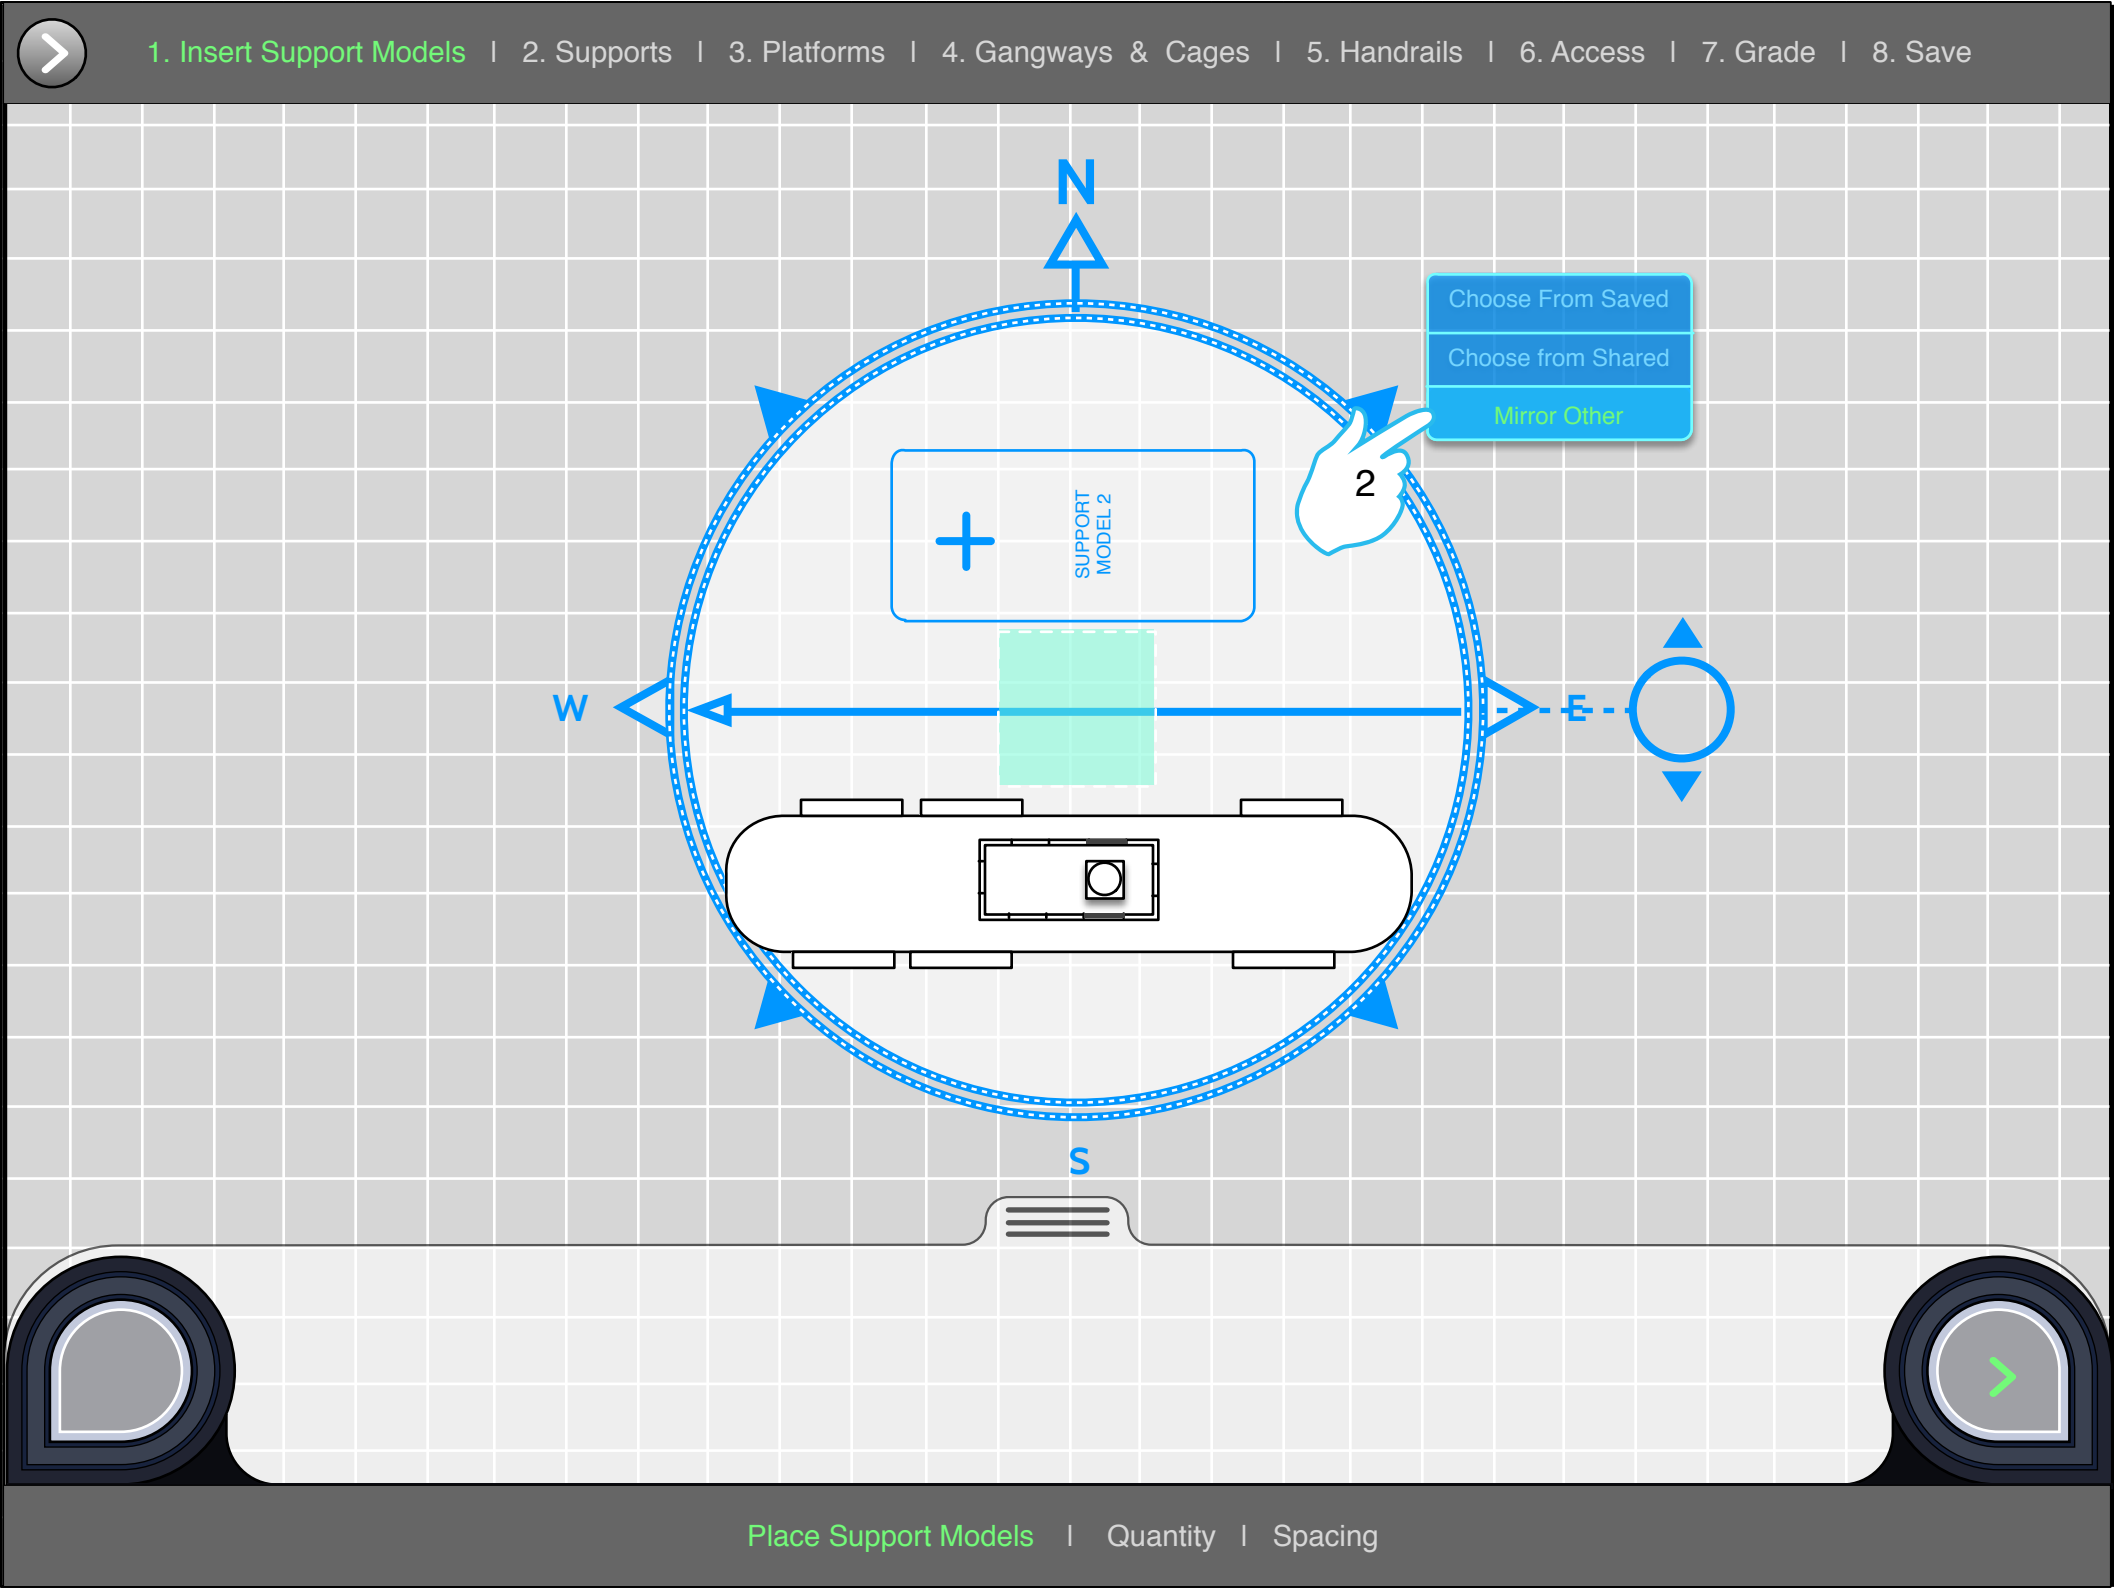 1. Insert Support Models | 2. Supports | 3. Platforms | 4. Gangways & Cages | 5. Handrails | 6. Access | 7. Grade | 8. Save
N
Choose From Saved
Choose from Shared
Mirror Other
2
SUPPORT
MODEL 2
W
E
S
Place Support Models | Quantity | Spacing